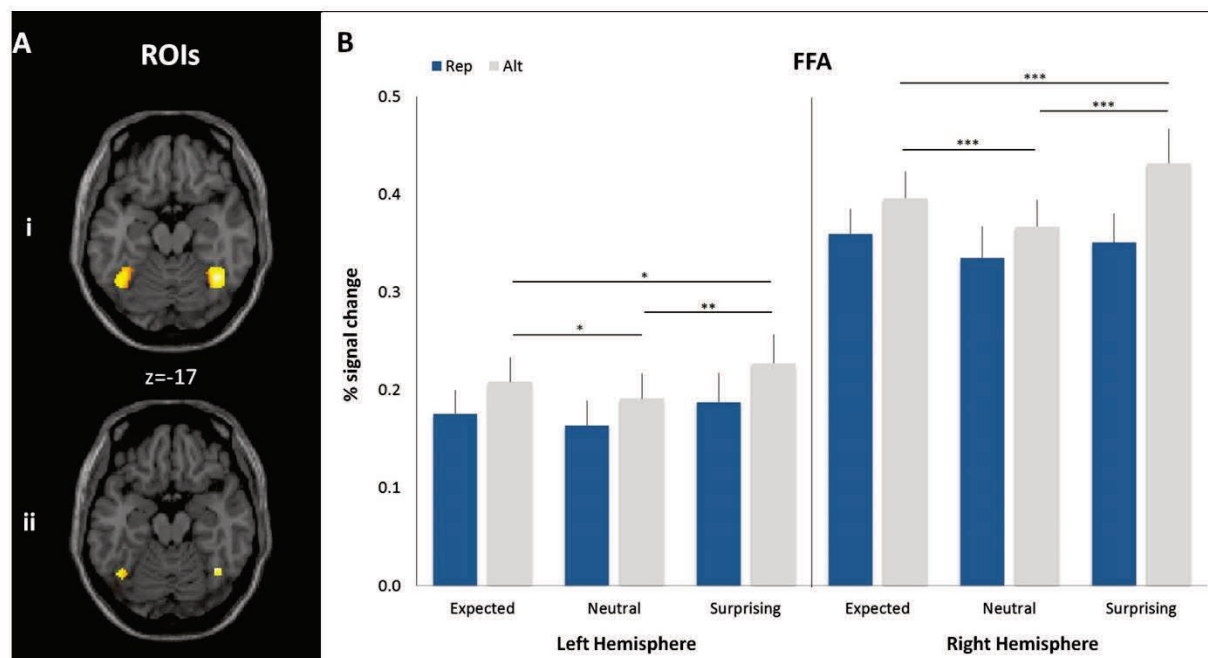 A
ROIs
i
z=-17
ii
B
Rep Alt
FFA
% signal change
0.5
0.4
0.3
0.2
0.1
0.0
***
***
***
*
**
*
Expected Neutral Surprising Expected Neutral Surprising
Left Hemisphere Right Hemisphere